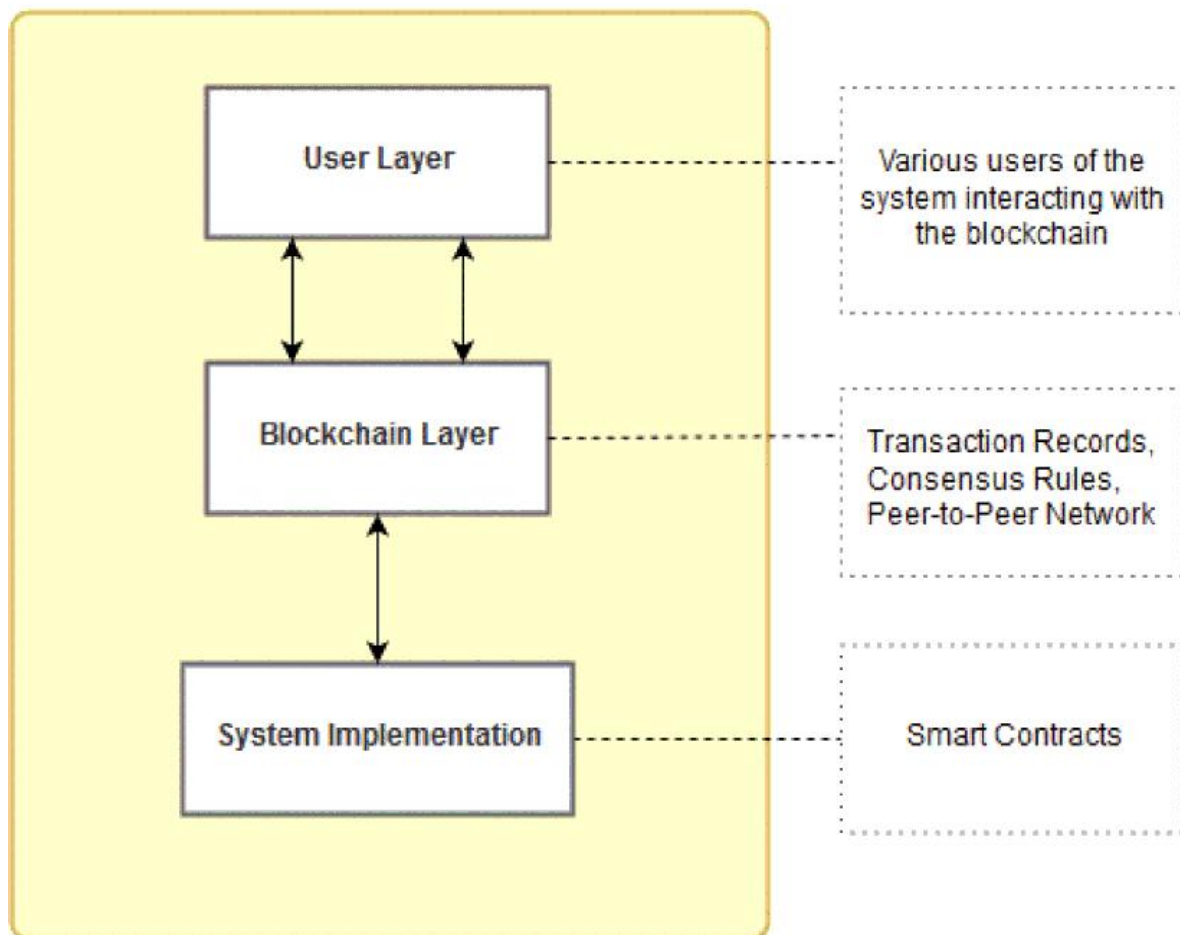 User Layer
Various users of the
system interacting with
the blockchain
Blockchain Layer
Transaction Records,
Consensus Rules,
Peer-to-Peer Network
System Implementation
Smart Contracts